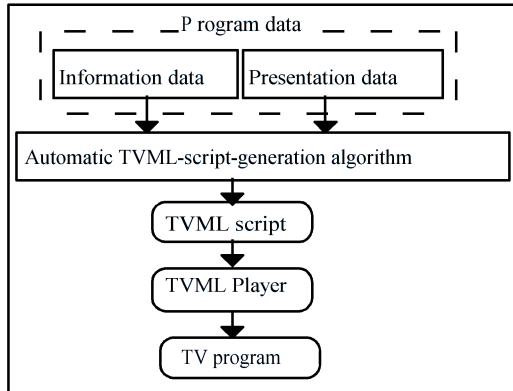 P rogram data
Information data
Presentation data
Automatic TVML-script-generation algorithm
TVML script
TVML Player
TV program